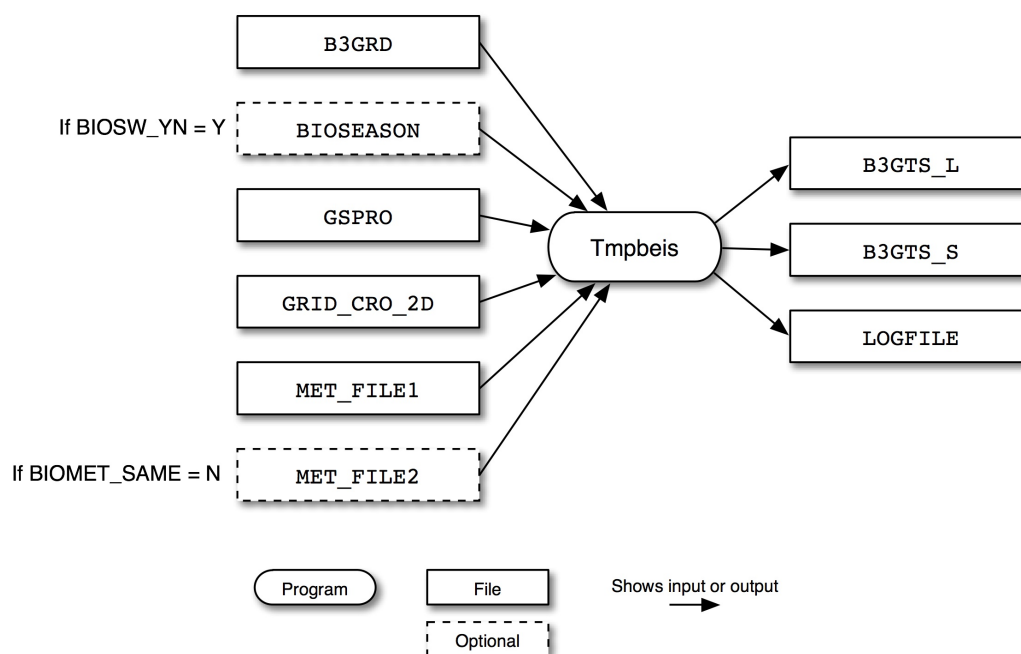 B3GRD
If BIOSW_YN = Y
BIOSEASON
GSPRO
GRID_CRO_2D
MET_FILE1
If BIOMET_SAME = N
MET_FILE2
Tmpbeis
B3GTS_L
B3GTS_S
LOGFILE
Program
File
Optional
Shows input or output